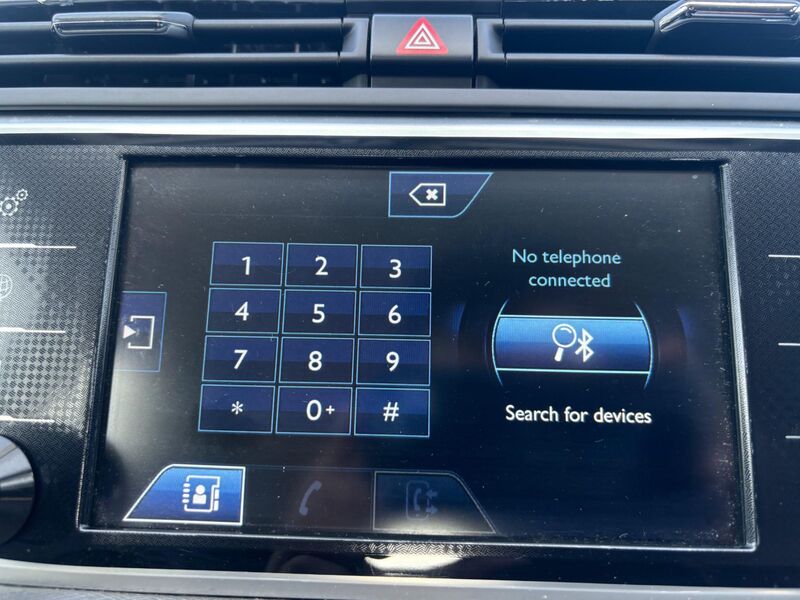 1 2 3
4 5 6
7 8 9
* 0+ #
No telephone
connected
Search for devices